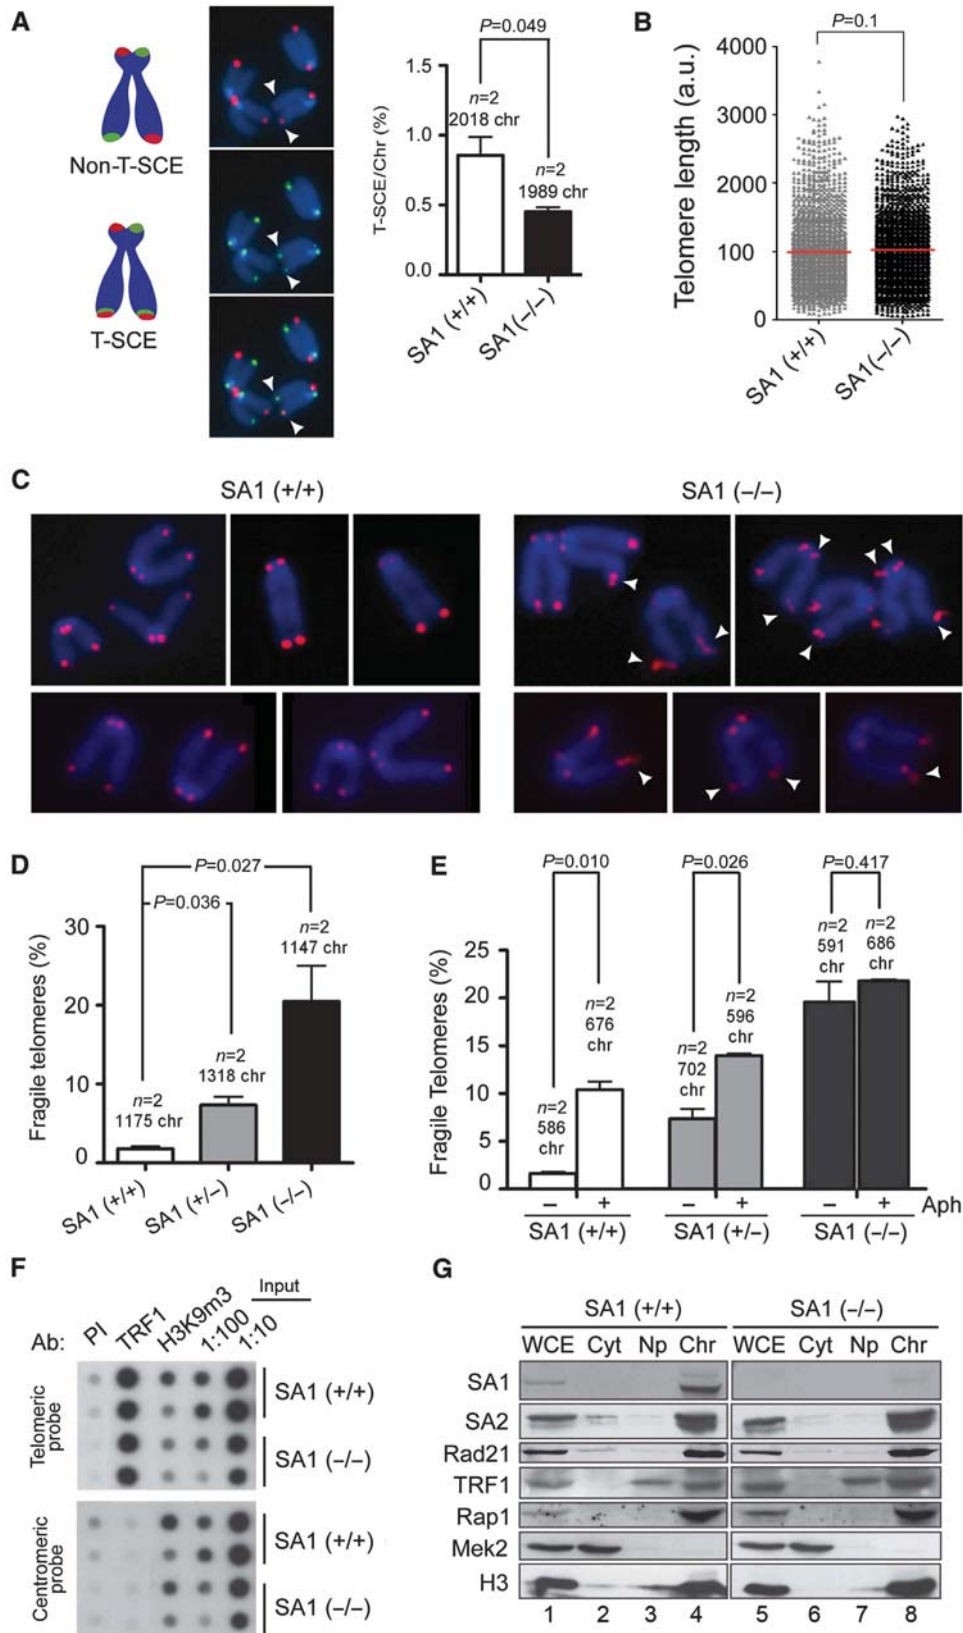 A
Non-T-SCE
T-SCE
T-SCE/Chr (%)
1.5
1.0
0.5
0.0
P=0.049
n=2
2018 chr
n=2
1989 chr
SA1 (+/+)
SA1(−/−)
B
Telomere length (a.u.)
4000
3000
2000
100
0
P=0.1
SA1 (+/+)
SA1(−/−)
C
SA1 (+/+)
SA1 (−/−)
D
Fragile telomeres (%)
30
20
10
0
P=0.027
P=0.036
n=2
1175 chr
n=2
1318 chr
n=2
1147 chr
SA1 (+/+)
SA1 (+/−)
SA1 (−/−)
E
Fragile Telomeres (%)
25
20
15
10
5
0
P=0.010
P=0.026
P=0.417
n=2
586
chr
n=2
676
chr
n=2
702
chr
n=2
596
chr
n=2
591
chr
n=2
686
chr
− + − + − + Aph
SA1 (+/+) SA1 (+/−) SA1 (−/−)
F
Input
Ab: PI TRF1 H3K9m3 1:100 1:10
Telomeric
probe
SA1 (+/+)
SA1 (−/−)
Centromeric
probe
SA1 (+/+)
SA1 (−/−)
G
SA1 (+/+) SA1 (−/−)
WCE Cyt Np Chr WCE Cyt Np Chr
SA1
SA2
Rad21
TRF1
Rap1
Mek2
H3
1 2 3 4 5 6 7 8